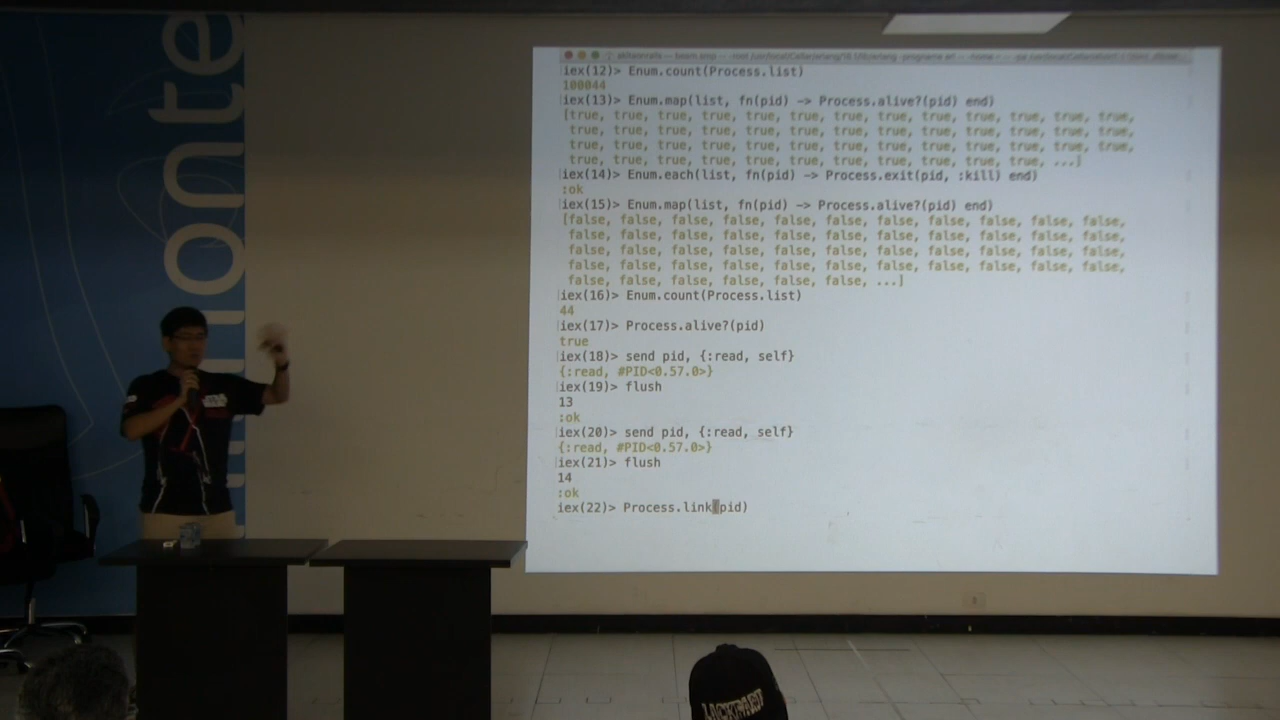 onte
iex(12)> Enum.count(Process.list)
100044
iex(13)> Enum.map(list, fn(pid) -> Process.alive?(pid) end)
[true, true, true, true, true, true, true, true, true, true, true, true, true,
true, true, true, true, true, true, true, true, true, true, true, true, true,
true, true, true, true, true, true, true, true, true, true, true, true, true,
true, true, true, true, true, true, true, true, true, true, true, ...]
iex(14)> Enum.each(list, fn(pid) -> Process.exit(pid, :kill) end)
:ok
iex(15)> Enum.map(list, fn(pid) -> Process.alive?(pid) end)
[false, false, false, false, false, false, false, false, false, false, false,
false, false, false, false, false, false, false, false, false, false, false,
false, false, false, false, false, false, false, false, false, false, false,
false, false, false, false, false, false, false, false, false, false, false,
false, false, false, false, false, false, ...]
iex(16)> Enum.count(Process.list)
44
iex(17)> Process.alive?(pid)
true
iex(18)> send pid, {:read, self}
{:read, #PID<0.57.0>}
iex(19)> flush
13
:ok
iex(20)> send pid, {:read, self}
{:read, #PID<0.57.0>}
iex(21)> flush
14
:ok
iex(22)> Process.link(pid)